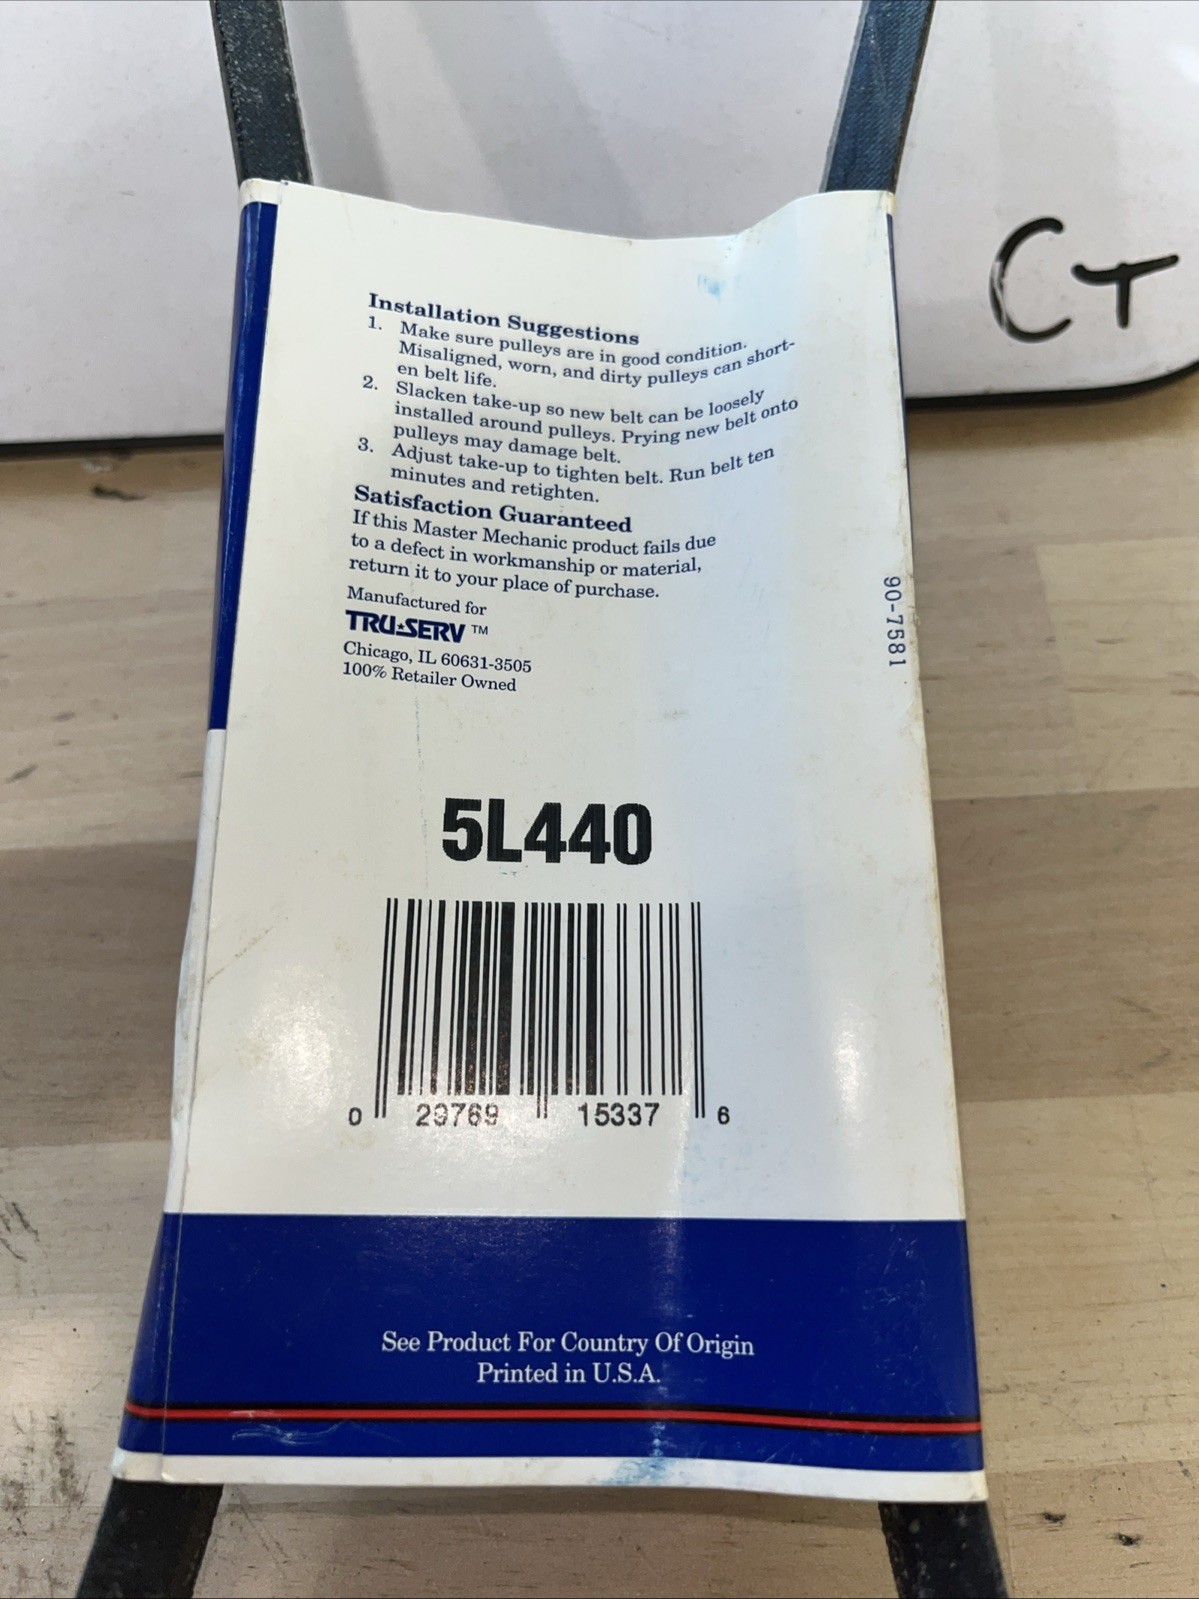 CT
Installation Suggestions
1. Make sure pulleys are in good condition.
Misaligned, worn, and dirty pulleys can short-
en belt life.
2. Slacken take-up so new belt can be loosely
installed around pulleys. Prying new belt onto
pulleys may damage belt.
3. Adjust take-up to tighten belt. Run belt ten
minutes and retighten.
Satisfaction Guaranteed
If this Master Mechanic product fails due
to a defect in workmanship or material,
return it to your place of purchase.
Manufactured for
TRU★SERV ™
Chicago, IL 60631-3505
100% Retailer Owned
90-7581
5L440
0 29769 15337 6
See Product For Country Of Origin
Printed in U.S.A.